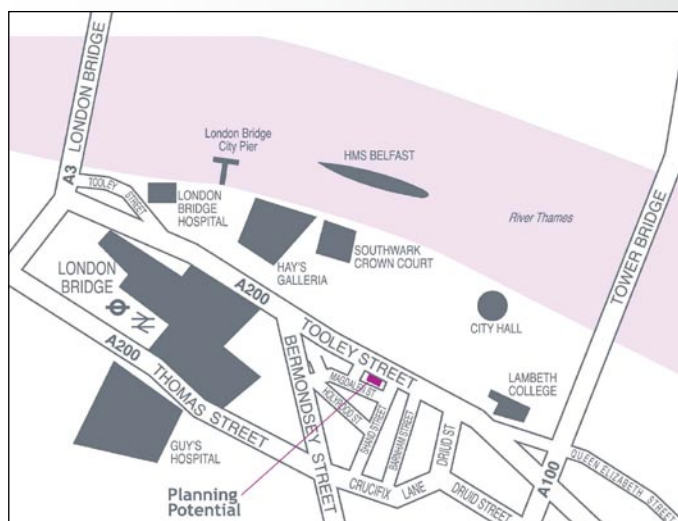 LONDON BRIDGE
A3
TOOLEY
STREET
London Bridge
City Pier
HMS BELFAST
LONDON
BRIDGE
HOSPITAL
River Thames
TOWER BRIDGE
HAY'S
GALLERIA
SOUTHWARK
CROWN COURT
LONDON
BRIDGE
A200
CITY HALL
TOOLEY STREET
A200
THOMAS STREET
BERMONDSEY STREET
MAGDALEN ST
HOLYROOD ST
SHAND STREET
BARNHAM STREET
DRUID ST
LAMBETH
COLLEGE
GUY'S
HOSPITAL
CRUCIFIX LANE
DRUID STREET
A100
QUEEN ELIZABETH STREET
Planning
Potential